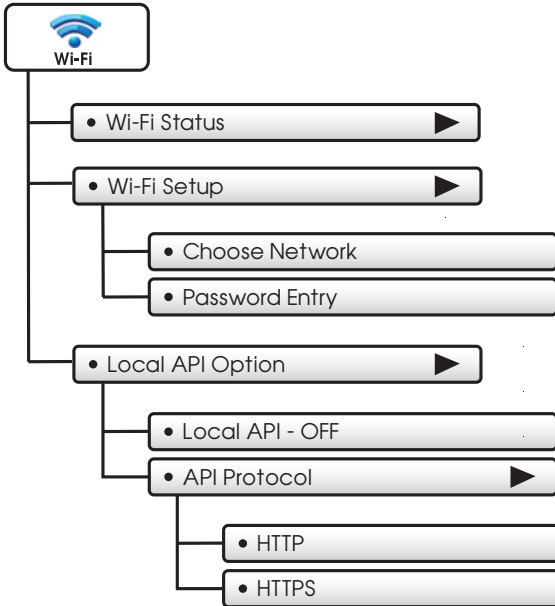 Wi-Fi
• Wi-Fi Status
• Wi-Fi Setup
• Choose Network
• Password Entry
• Local API Option
• Local API - OFF
• API Protocol
• HTTP
• HTTPS